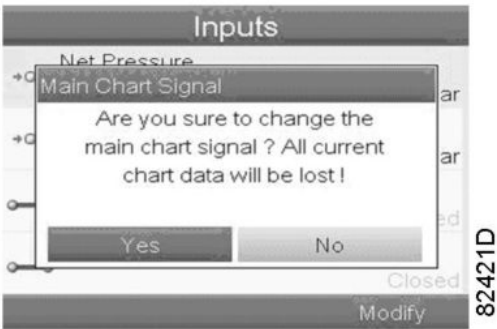 Inputs
Net Pressure
Main Chart Signal
ar
Are you sure to change the
main chart signal ? All current
ar
chart data will be lost !
ed
Yes No
Closed
Modify
82421D